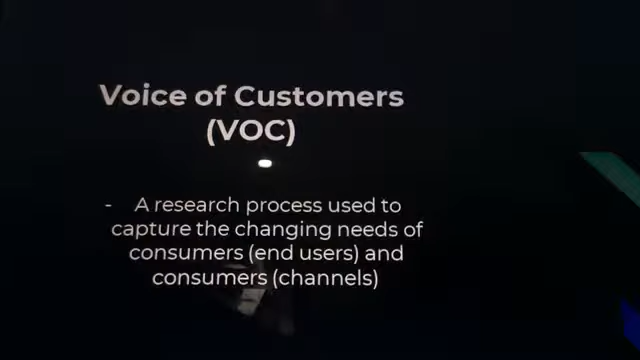 Voice of Customers
(VOC)
- A research process used to
capture the changing needs of
consumers (end users) and
consumers (channels)